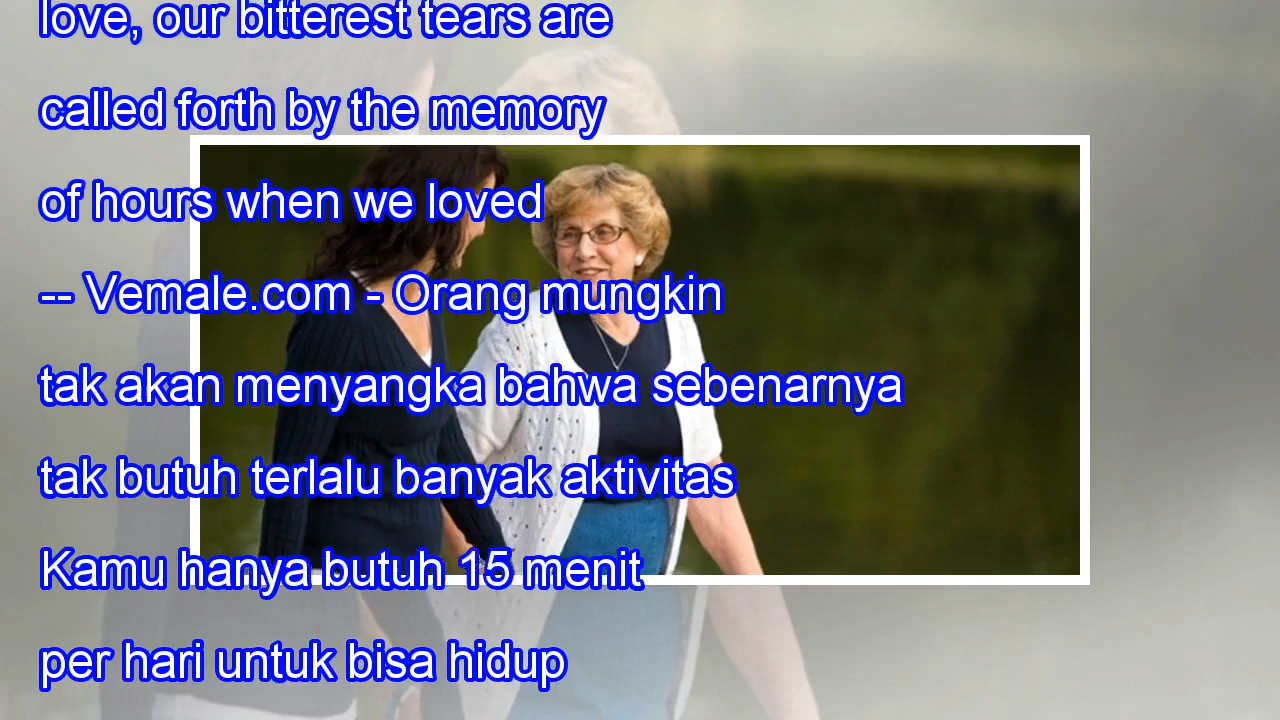 love, our bitterest tears are
called forth by the memory
of hours when we loved
-- Vemale.com - Orang mungkin
tak akan menyangka bahwa sebenarnya
tak butuh terlalu banyak aktivitas
Kamu hanya butuh 15 menit
per hari untuk bisa hidup